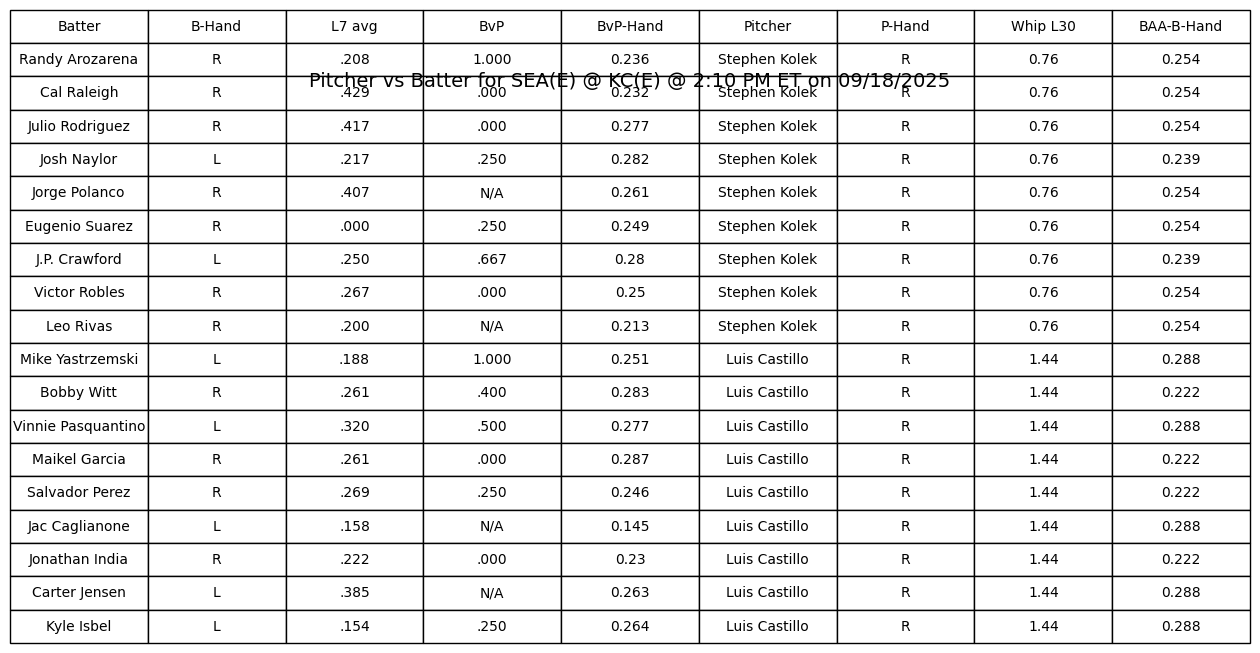 Batter B-Hand L7 avg BvP BvP-Hand Pitcher P-Hand Whip L30 BAA-B-Hand
Randy Arozarena R .208 1.000 0.236 Stephen Kolek R 0.76 0.254
Pitcher vs Batter for SEA(E) @ KC(E) @ 2:10 PM ET on 09/18/2025
Cal Raleigh R .429 .000 0.232 Stephen Kolek R 0.76 0.254
Julio Rodriguez R .417 .000 0.277 Stephen Kolek R 0.76 0.254
Josh Naylor L .217 .250 0.282 Stephen Kolek R 0.76 0.239
Jorge Polanco R .407 N/A 0.261 Stephen Kolek R 0.76 0.254
Eugenio Suarez R .000 .250 0.249 Stephen Kolek R 0.76 0.254
J.P. Crawford L .250 .667 0.28 Stephen Kolek R 0.76 0.239
Victor Robles R .267 .000 0.25 Stephen Kolek R 0.76 0.254
Leo Rivas R .200 N/A 0.213 Stephen Kolek R 0.76 0.254
Mike Yastrzemski L .188 1.000 0.251 Luis Castillo R 1.44 0.288
Bobby Witt R .261 .400 0.283 Luis Castillo R 1.44 0.222
Vinnie Pasquantino L .320 .500 0.277 Luis Castillo R 1.44 0.288
Maikel Garcia R .261 .000 0.287 Luis Castillo R 1.44 0.222
Salvador Perez R .269 .250 0.246 Luis Castillo R 1.44 0.222
Jac Caglianone L .158 N/A 0.145 Luis Castillo R 1.44 0.288
Jonathan India R .222 .000 0.23 Luis Castillo R 1.44 0.222
Carter Jensen L .385 N/A 0.263 Luis Castillo R 1.44 0.288
Kyle Isbel L .154 .250 0.264 Luis Castillo R 1.44 0.288